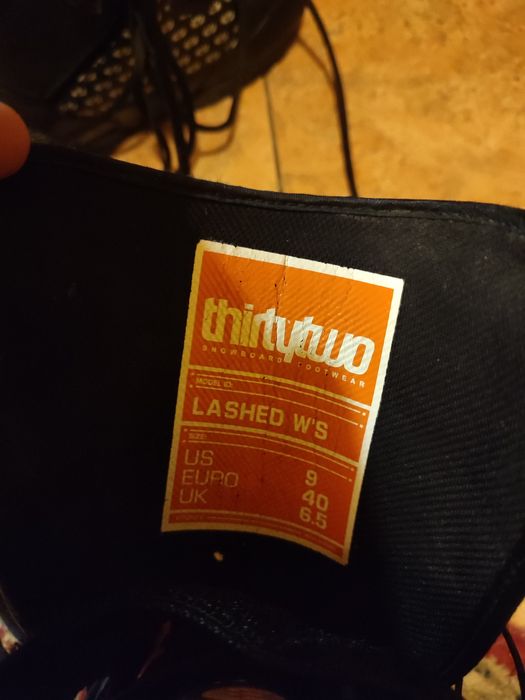 thirtytwo
SNOWBOARD FOOTWEAR
MODEL ID:
LASHED W'S
SIZE:
US 9
EURO 40
UK 6.5